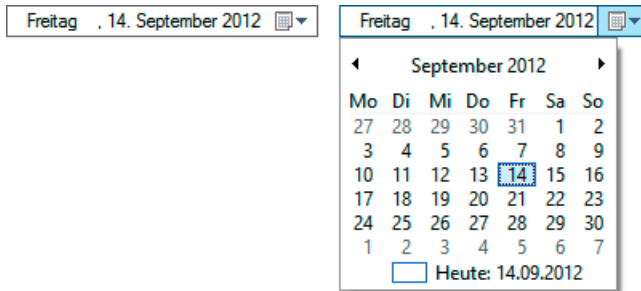 Freitag , 14. September 2012
Freitag , 14. September 2012
September 2012
Mo Di Mi Do Fr Sa So
27 28 29 30 31 1 2
3 4 5 6 7 8 9
10 11 12 13 14 15 16
17 18 19 20 21 22 23
24 25 26 27 28 29 30
1 2 3 4 5 6 7
Heute: 14.09.2012